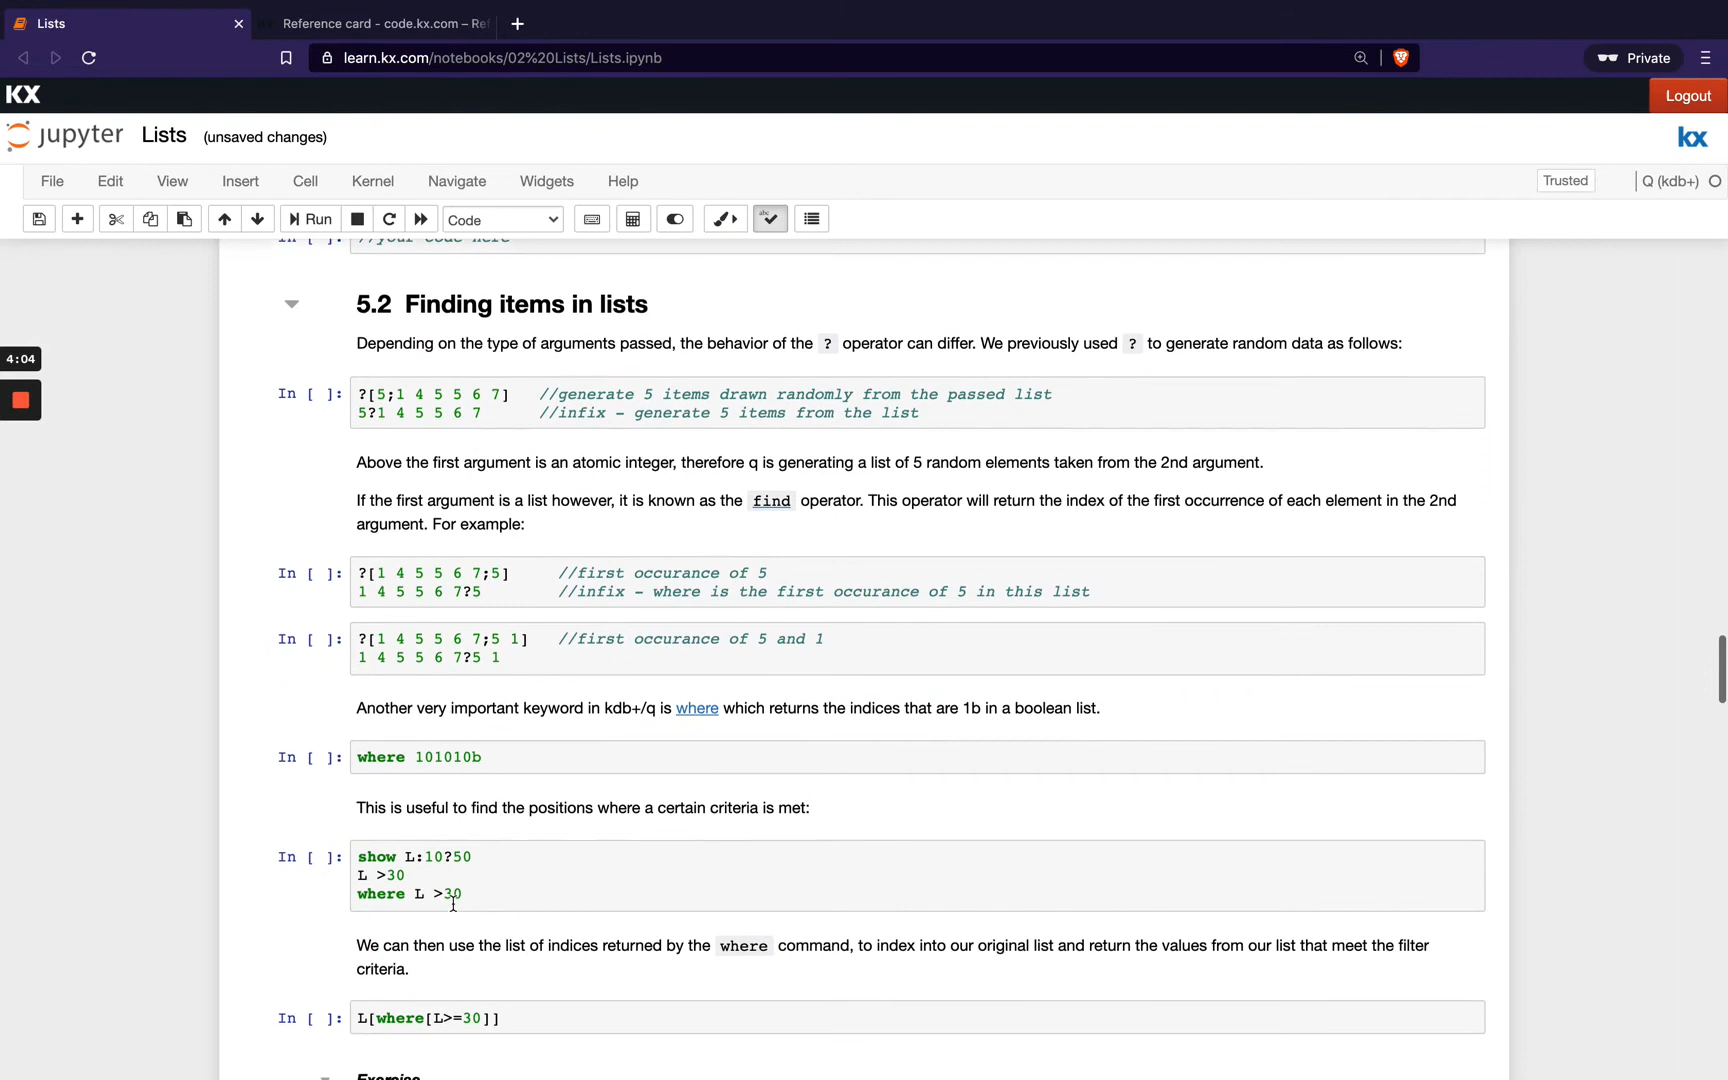 Lists
Reference card - code.kx.com – Ref
learn.kx.com/notebooks/02%20Lists/Lists.ipynb
Private
KX
Logout
jupyter Lists (unsaved changes)
kx
File Edit View Insert Cell Kernel Navigate Widgets Help
Trusted
Q (kdb+)
Run
Code
In [ ]: //your code here
5.2 Finding items in lists
4:04
Depending on the type of arguments passed, the behavior of the ? operator can differ. We previously used ? to generate random data as follows:
In [ ]: ?[5;1 4 5 5 6 7] //generate 5 items drawn randomly from the passed list
5?1 4 5 5 6 7 //infix - generate 5 items from the list
Above the first argument is an atomic integer, therefore q is generating a list of 5 random elements taken from the 2nd argument.
If the first argument is a list however, it is known as the find operator. This operator will return the index of the first occurrence of each element in the 2nd
argument. For example:
In [ ]: ?[1 4 5 5 6 7;5] //first occurance of 5
1 4 5 5 6 7?5 //infix - where is the first occurance of 5 in this list
In [ ]: ?[1 4 5 5 6 7;5 1] //first occurance of 5 and 1
1 4 5 5 6 7?5 1
Another very important keyword in kdb+/q is where which returns the indices that are 1b in a boolean list.
In [ ]: where 101010b
This is useful to find the positions where a certain criteria is met:
In [ ]: show L:10?50
L >30
where L >30
We can then use the list of indices returned by the where command, to index into our original list and return the values from our list that meet the filter
criteria.
In [ ]: L[where[L>=30]]
Exercise